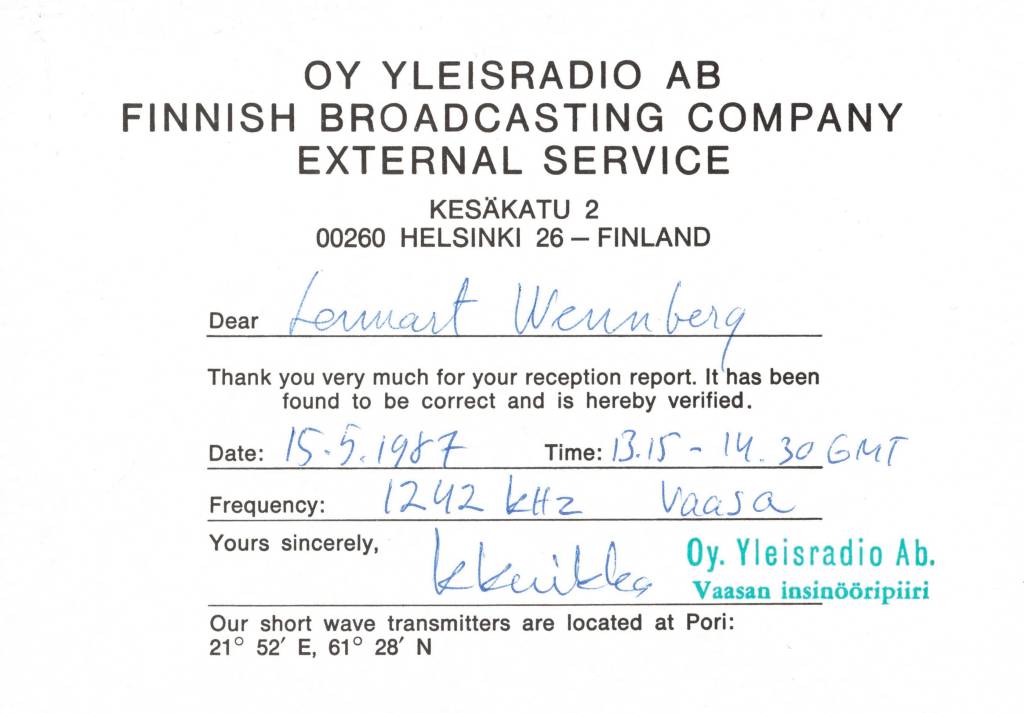 OY YLEISRADIO AB
FINNISH BROADCASTING COMPANY
EXTERNAL SERVICE
KESÄKATU 2
00260 HELSINKI 26 – FINLAND
Dear Lennart Wennberg
Thank you very much for your reception report. It has been
found to be correct and is hereby verified.
Date: 15.5.1987 Time: 13.15 - 14.30 GMT
Frequency: 1242 kHz Vaasa
Yours sincerely,
Oy. Yleisradio Ab.
Vaasan insinööripiiri
Our short wave transmitters are located at Pori:
21° 52′ E, 61° 28′ N